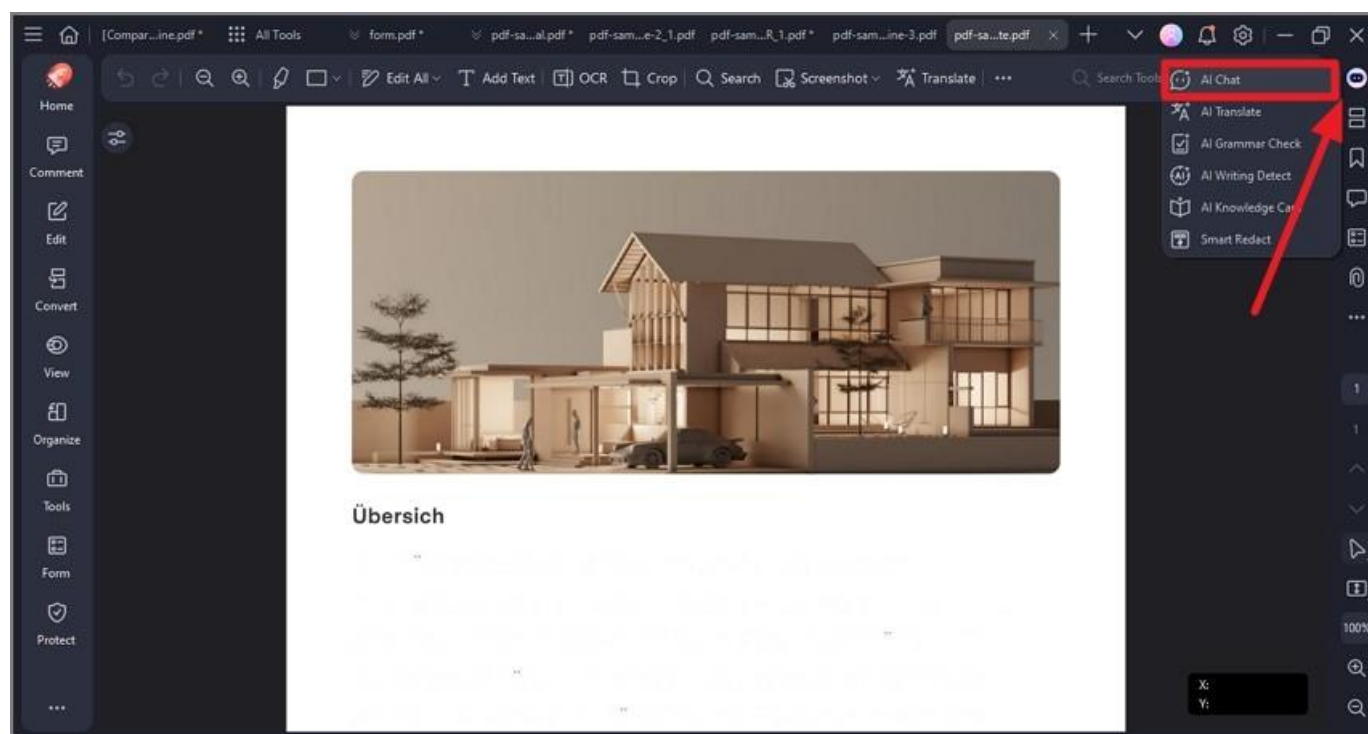 [Compar...ine.pdf *
All Tools
form.pdf *
pdf-sa...al.pdf *
pdf-sam...e-2_1.pdf
pdf-sam...R_1.pdf *
pdf-sam...ine-3.pdf
pdf-sa...te.pdf
Edit All
Add Text
OCR
Crop
Search
Screenshot
Translate
Search Tools
Home
Comment
Edit
Convert
View
Organize
Tools
Form
Protect
AI Chat
AI Translate
AI Grammar Check
AI Writing Detect
AI Knowledge Card
Smart Redact
Übersich
1
1
100%
X:
Y: